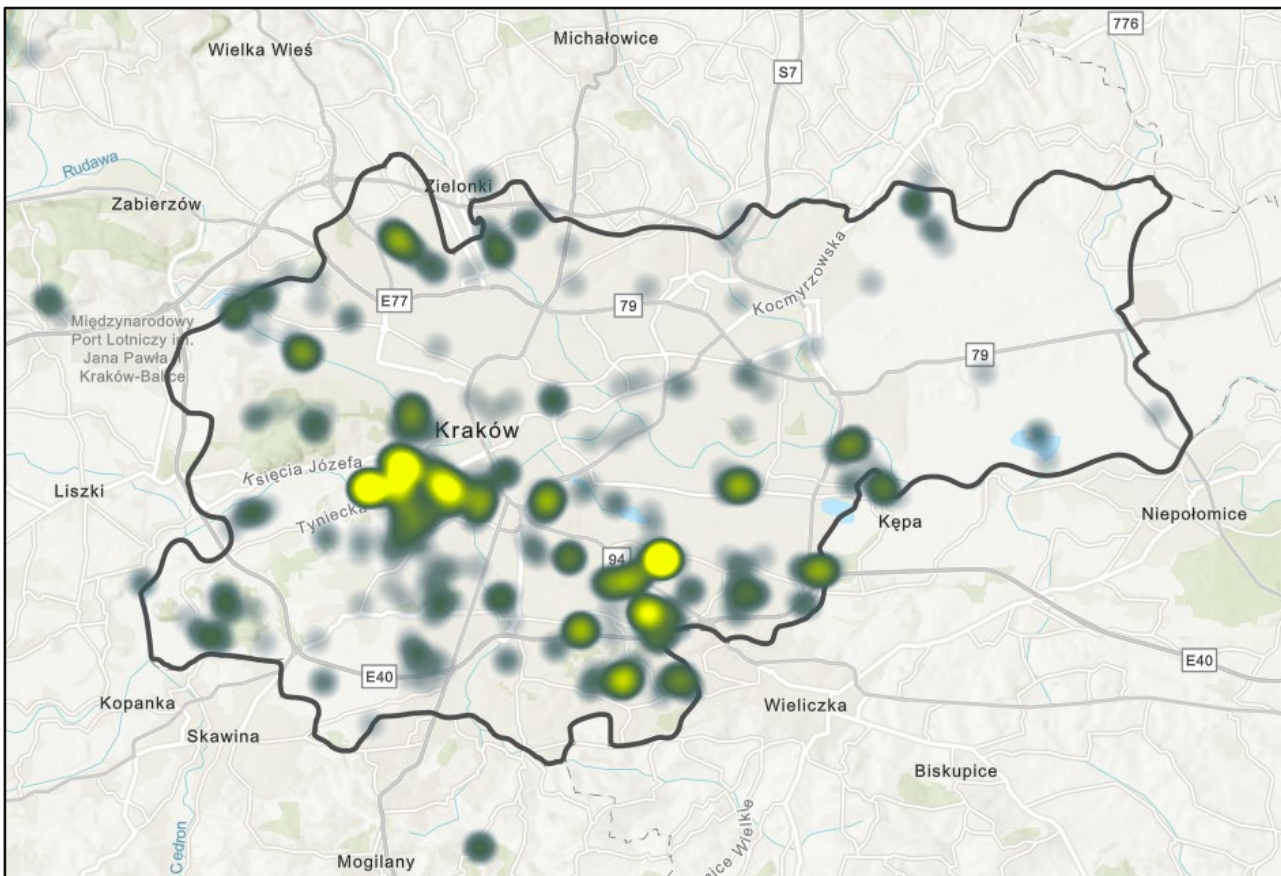 776
Michałowice
Wielka Wieś
S7
Rudawa
Zielonki
Zabierzów
Kocmyrzowska
E77
79
Międzynarodowy
Port Lotniczy im.
Jana Pawła II
Kraków-Balice
79
Kraków
Księcia Józefa
Liszki
Tyniecka
Kępa
Niepołomice
94
E40
E40
Kopanka
Wieliczka
Skawina
Biskupice
Mogilany
Cedron
Wielkie